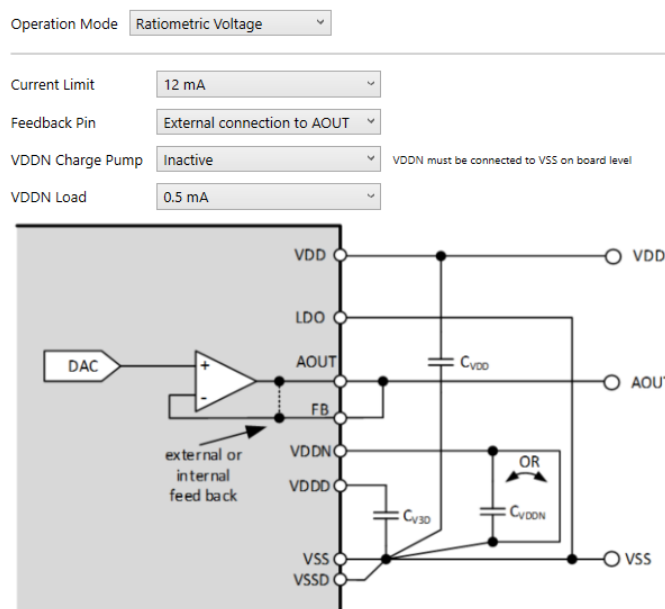 Operation Mode Ratiometric Voltage
Current Limit 12 mA
Feedback Pin External connection to AOUT
VDDN Charge Pump Inactive VDDN must be connected to VSS on board level
VDDN Load 0.5 mA
VDD VDD
LDO
DAC + AOUT CVDD
- AOUT
FB
external or
internal
feed back
VDDN OR
VDDD
CV3D CVDDN
VSS VSS
VSSD